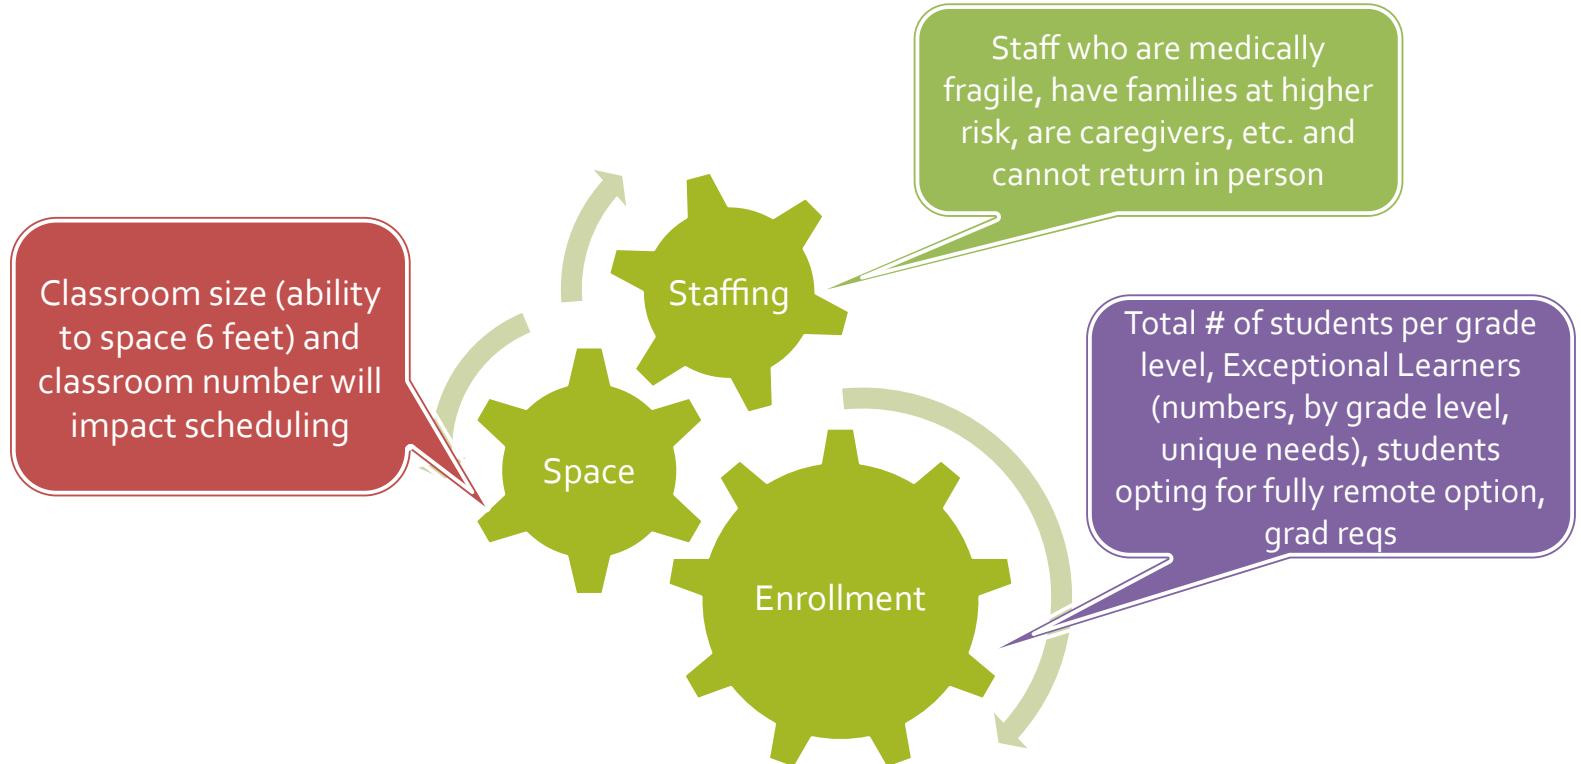 Staff who are medically
fragile, have families at higher
risk, are caregivers, etc. and
cannot return in person
Classroom size (ability
to space 6 feet) and
classroom number will
impact scheduling
Staffing
Space
Total # of students per grade
level, Exceptional Learners
(numbers, by grade level,
unique needs), students
opting for fully remote option,
grad reqs
Enrollment